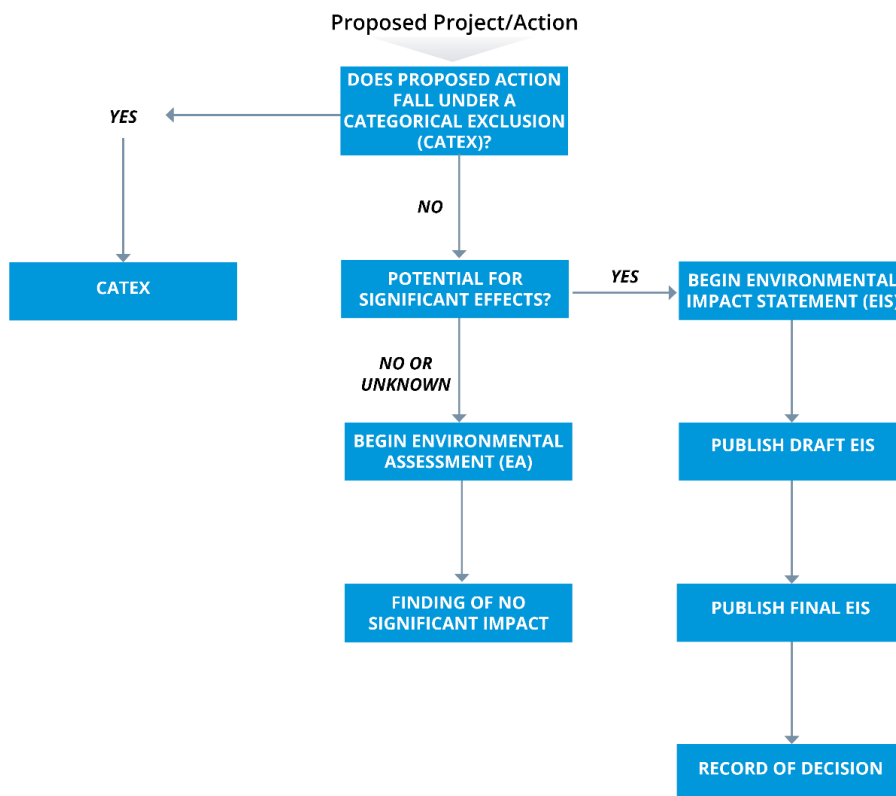 Proposed Project/Action
DOES PROPOSED ACTION
FALL UNDER A
CATEGORICAL EXCLUSION
(CATEX)?
YES
NO
CATEX
POTENTIAL FOR
SIGNIFICANT EFFECTS?
YES
BEGIN ENVIRONMENTAL
IMPACT STATEMENT (EIS)
NO OR
UNKNOWN
BEGIN ENVIRONMENTAL
ASSESSMENT (EA)
PUBLISH DRAFT EIS
FINDING OF NO
SIGNIFICANT IMPACT
PUBLISH FINAL EIS
RECORD OF DECISION